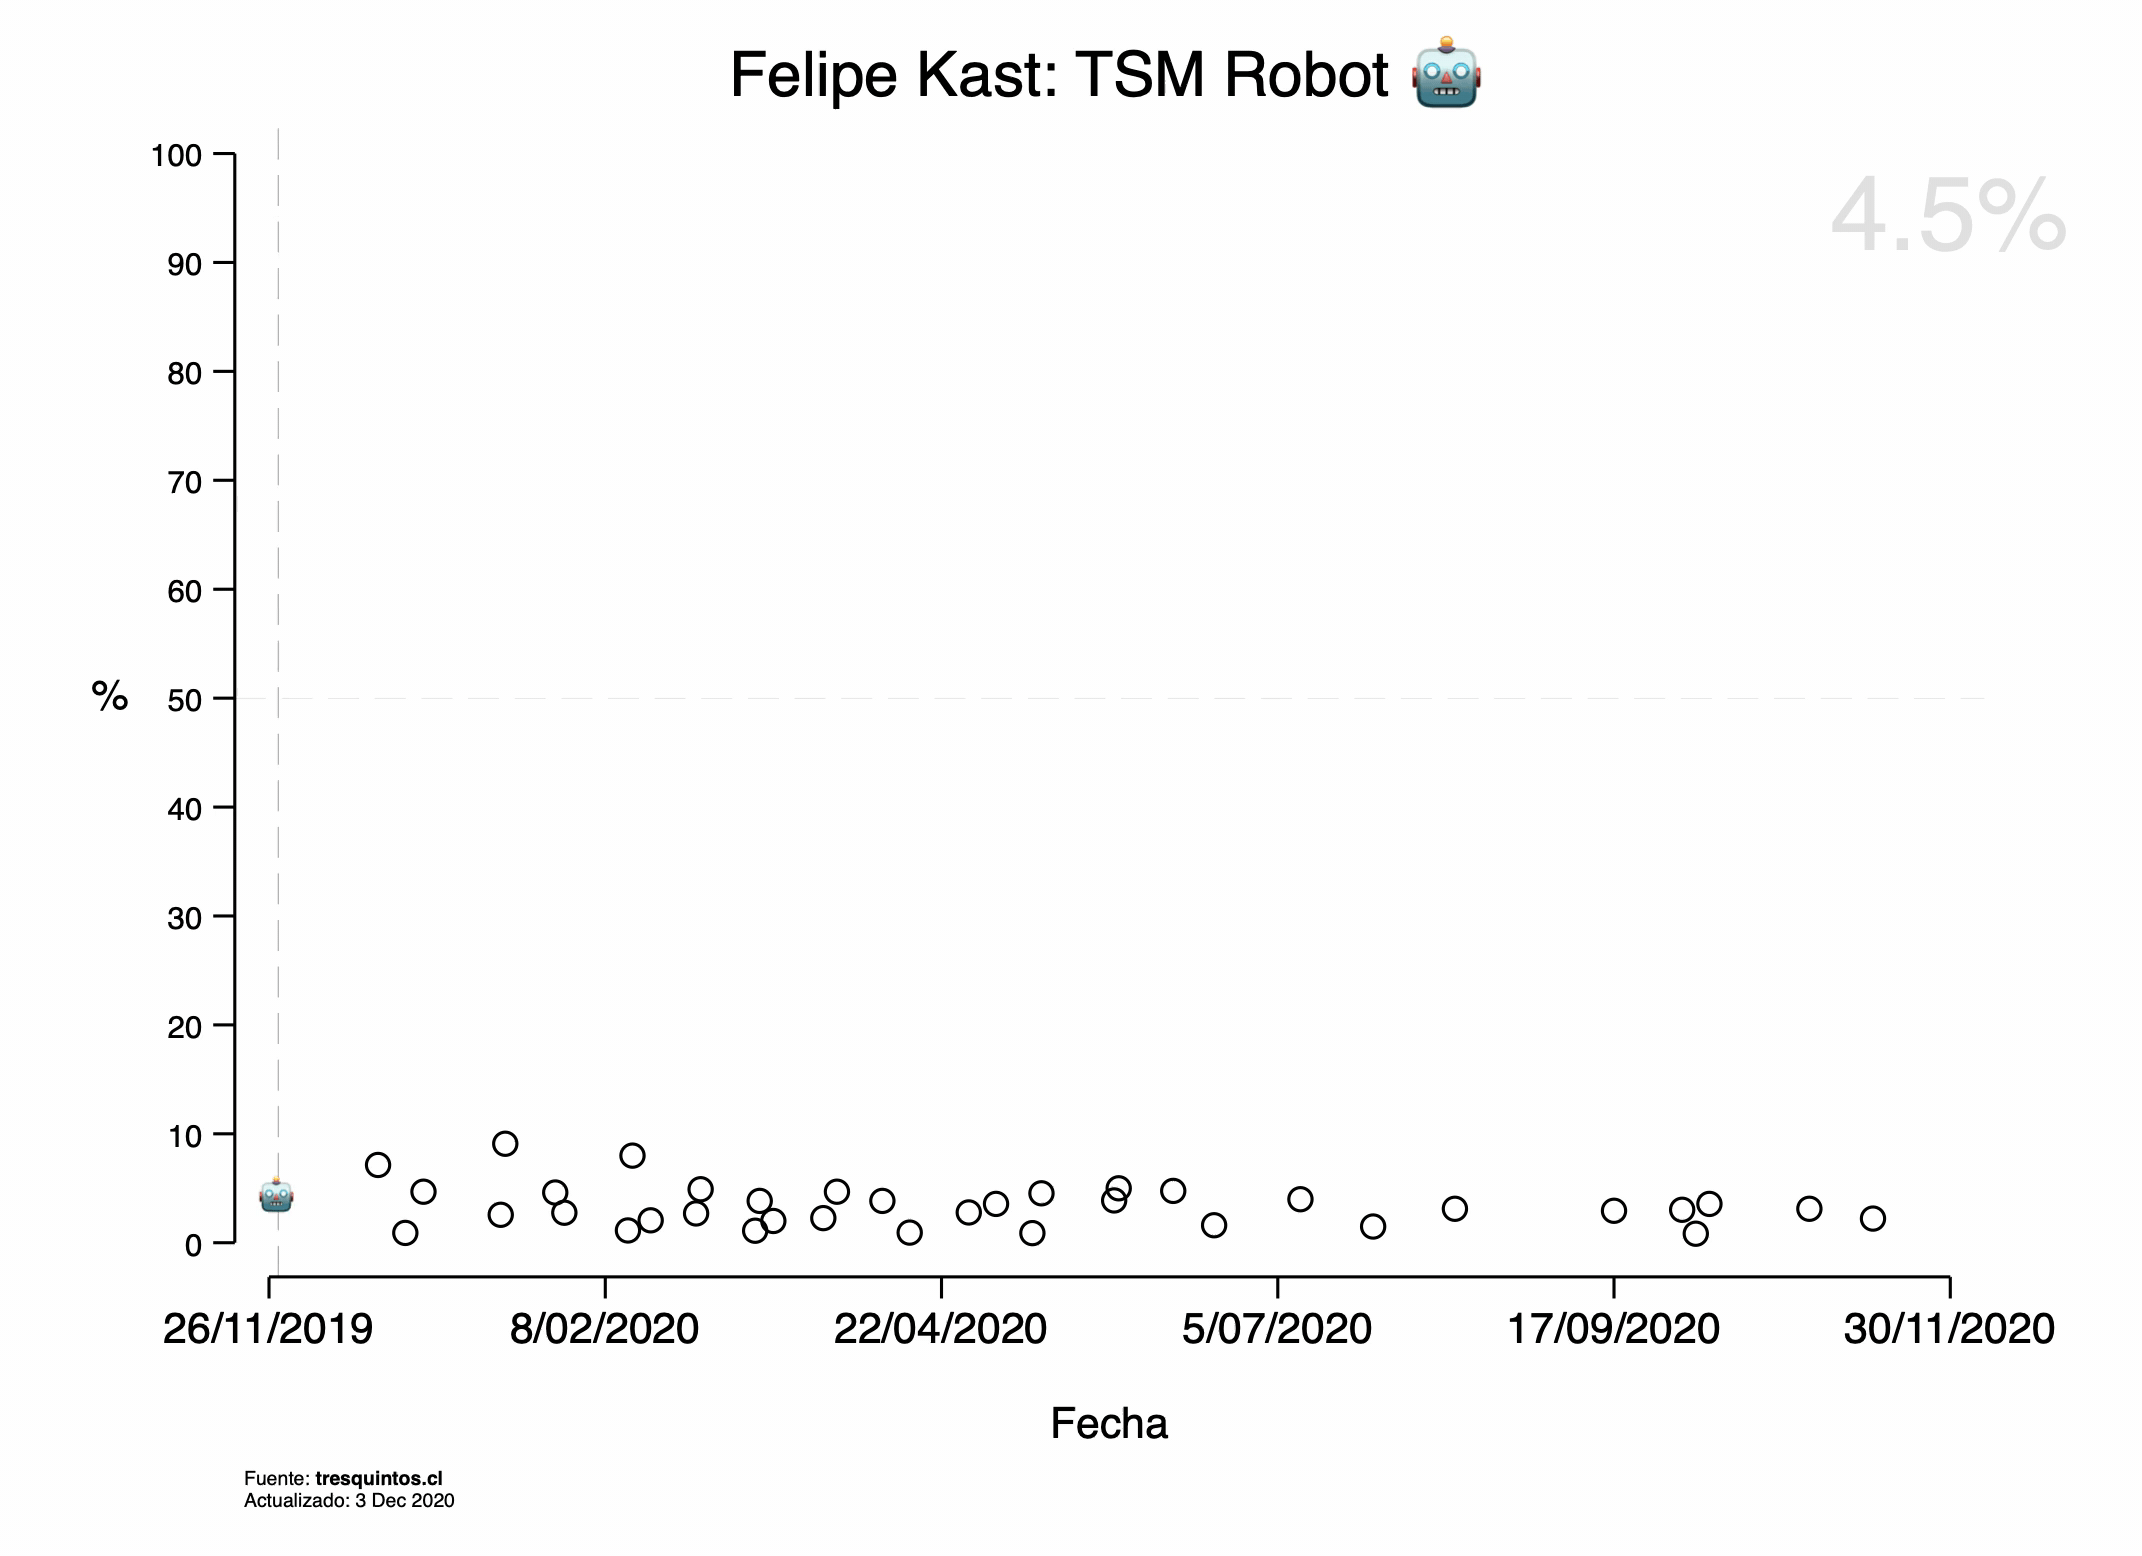 Felipe Kast: TSM Robot 🤖
4.5%
100
90
80
70
60
50
40
30
20
10
0
%
26/11/2019 8/02/2020 22/04/2020 5/07/2020 17/09/2020 30/11/2020
Fecha
Fuente: tresquintos.cl
Actualizado: 3 Dec 2020